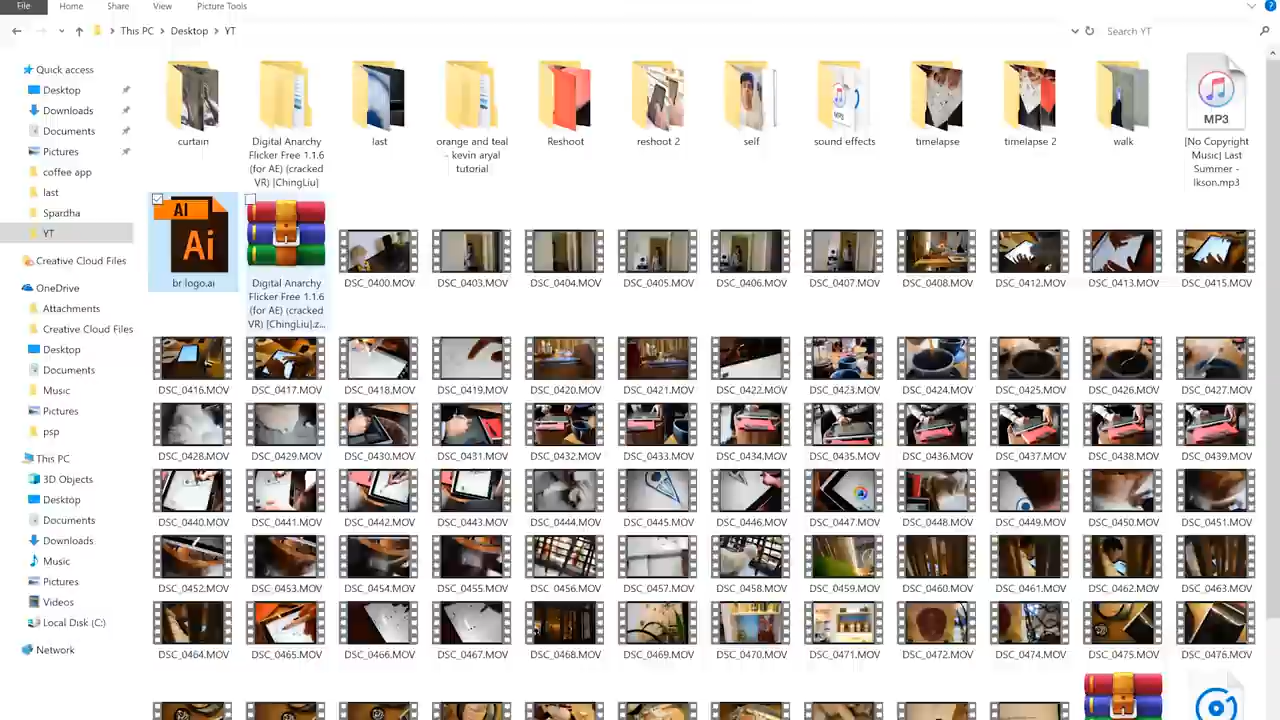 File Home Share View Picture Tools
This PC > Desktop > YT
Search YT
Quick access
Desktop
Downloads
Documents
Pictures
coffee app
last
Spardha
YT
Creative Cloud Files
OneDrive
Attachments
Creative Cloud Files
Desktop
Documents
Music
Pictures
psp
This PC
3D Objects
Desktop
Documents
Downloads
Music
Pictures
Videos
Local Disk (C:)
Network
curtain
Digital Anarchy
Flicker Free 1.1.6
(for AE) (cracked
VR) [ChingLiu]
last
orange and teal
- kevin aryal
tutorial
Reshoot
reshoot 2
self
sound effects
timelapse
timelapse 2
walk
MP3
[No Copyright
Music] Last
Summer -
Ikson.mp3
AI
Ai
br logo.ai
Digital Anarchy
Flicker Free 1.1.6
(for AE) (cracked
VR) [ChingLiu].z...
DSC_0400.MOV DSC_0403.MOV DSC_0404.MOV DSC_0405.MOV DSC_0406.MOV DSC_0407.MOV DSC_0408.MOV DSC_0412.MOV DSC_0413.MOV DSC_0415.MOV
DSC_0416.MOV DSC_0417.MOV DSC_0418.MOV DSC_0419.MOV DSC_0420.MOV DSC_0421.MOV DSC_0422.MOV DSC_0423.MOV DSC_0424.MOV DSC_0425.MOV DSC_0426.MOV DSC_0427.MOV
DSC_0428.MOV DSC_0429.MOV DSC_0430.MOV DSC_0431.MOV DSC_0432.MOV DSC_0433.MOV DSC_0434.MOV DSC_0435.MOV DSC_0436.MOV DSC_0437.MOV DSC_0438.MOV DSC_0439.MOV
DSC_0440.MOV DSC_0441.MOV DSC_0442.MOV DSC_0443.MOV DSC_0444.MOV DSC_0445.MOV DSC_0446.MOV DSC_0447.MOV DSC_0448.MOV DSC_0449.MOV DSC_0450.MOV DSC_0451.MOV
DSC_0452.MOV DSC_0453.MOV DSC_0454.MOV DSC_0455.MOV DSC_0456.MOV DSC_0457.MOV DSC_0458.MOV DSC_0459.MOV DSC_0460.MOV DSC_0461.MOV DSC_0462.MOV DSC_0463.MOV
DSC_0464.MOV DSC_0465.MOV DSC_0466.MOV DSC_0467.MOV DSC_0468.MOV DSC_0469.MOV DSC_0470.MOV DSC_0471.MOV DSC_0472.MOV DSC_0474.MOV DSC_0475.MOV DSC_0476.MOV